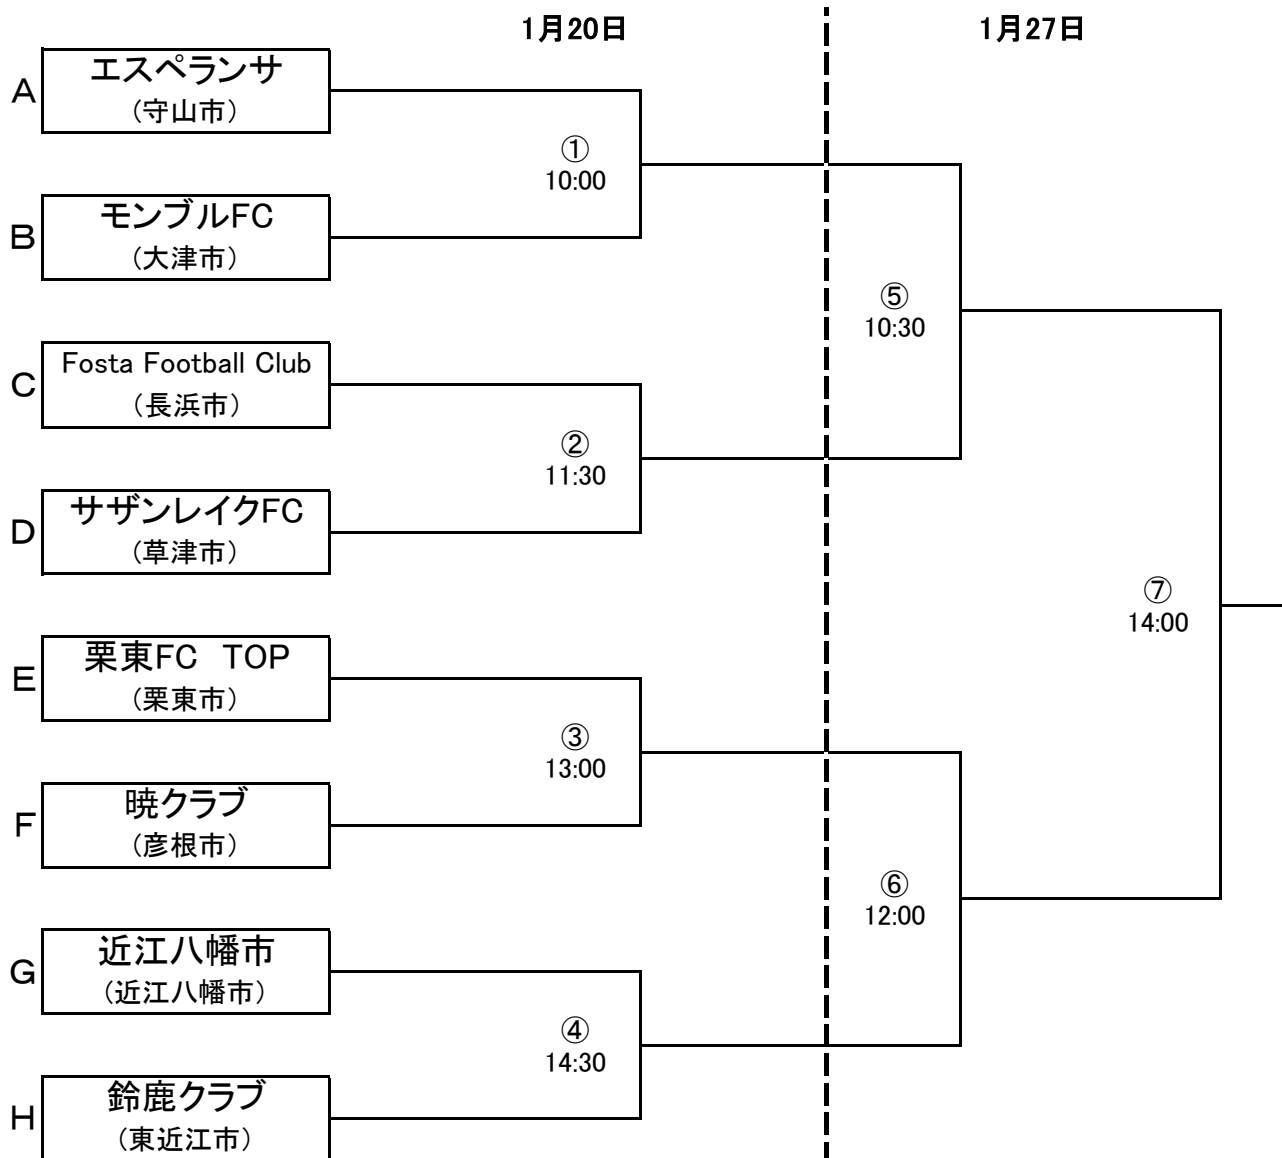 1月20日
1月27日
A
エスペランサ
（守山市）
①
10:00
B
モンブルFC
（大津市）
⑤
10:30
C
Fosta Football Club
（長浜市）
②
11:30
D
サザンレイクFC
（草津市）
⑦
14:00
E
栗東FC　TOP
（栗東市）
③
13:00
F
暁クラブ
（彦根市）
⑥
12:00
G
近江八幡市
（近江八幡市）
④
14:30
H
鈴鹿クラブ
（東近江市）